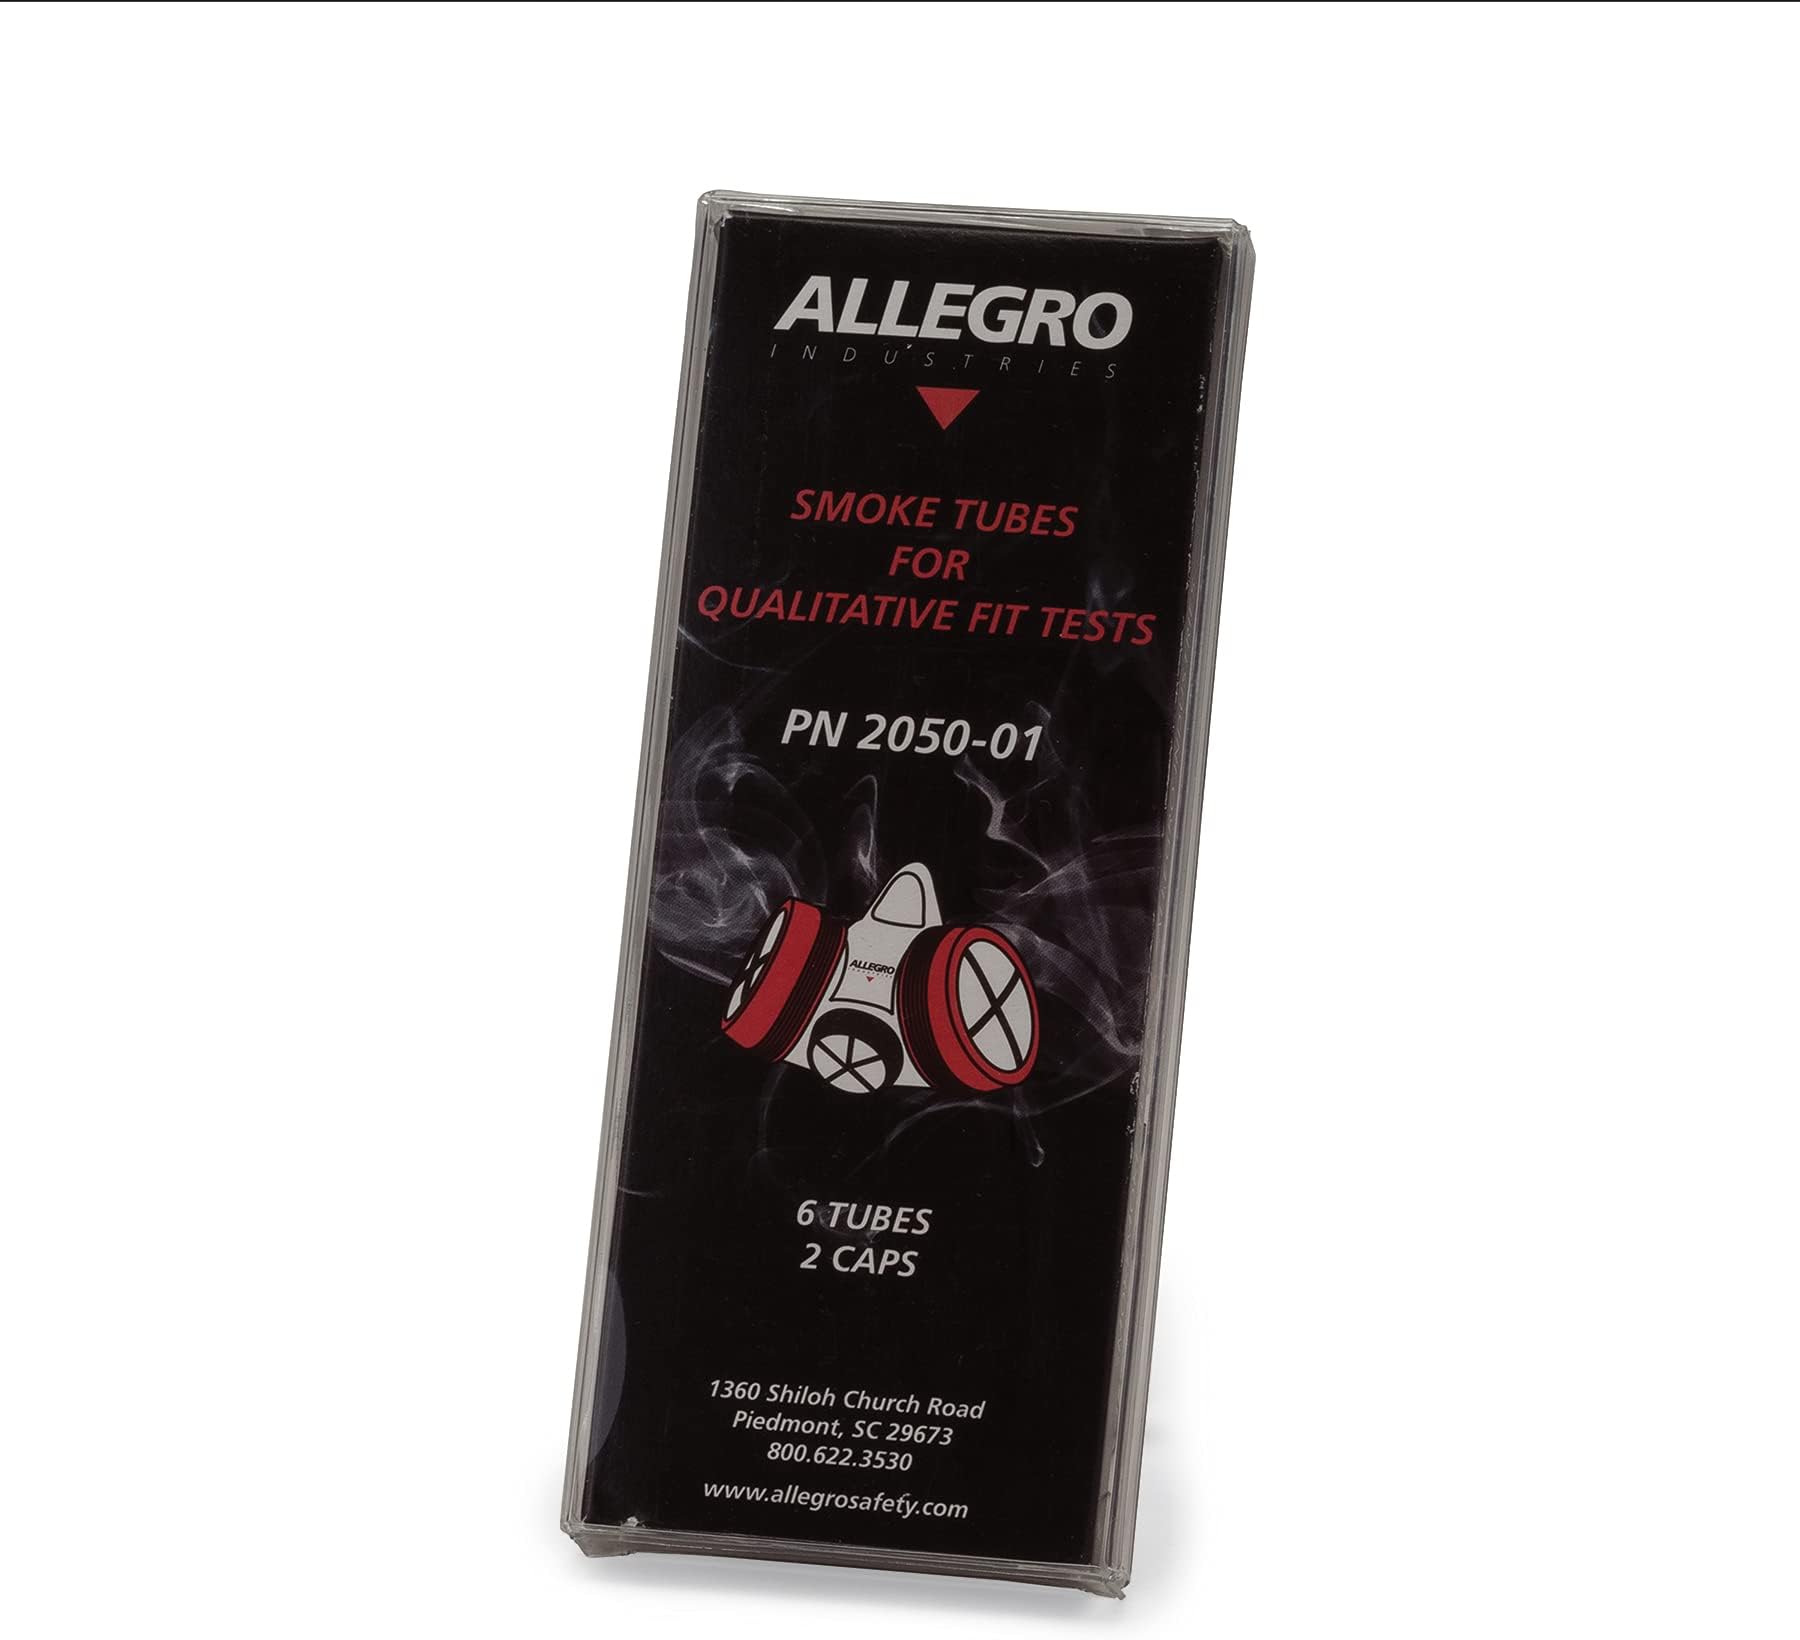 ALLEGRO
INDUSTRIES
SMOKE TUBES
FOR
QUALITATIVE FIT TESTS
PN 2050-01
ALLEGRO
INDUSTRIES
6 TUBES
2 CAPS
1360 Shiloh Church Road
Piedmont, SC 29673
800.622.3530
www.allegrosafety.com